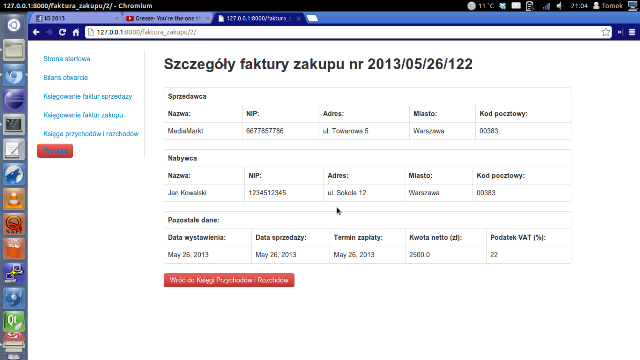 127.0.0.1:8000/faktura_zakupu/2/ - Chromium
11 °C
21:04
Tomek
IO 2013
Grease- You're the one th
127.0.0.1:8000/faktura_z
127.0.0.1:8000/faktura_zakupu/2/
Strona startowa
Bilans otwarcia
Księgowanie faktur sprzedaży
Księgowanie faktur zakupu
Księga przychodów i rozchodów
Szczegóły faktury zakupu nr 2013/05/26/122
Sprzedawca
Nazwa: NIP: Adres: Miasto: Kod pocztowy:
MediaMarkt 6677857786 ul. Towarowa 5 Warszawa 00383
Nabywca
Nazwa: NIP: Adres: Miasto: Kod pocztowy:
Jan Kowalski 1234512345 ul. Sokola 12 Warszawa 00383
Pozostałe dane:
Data wystawienia: Data sprzedaży: Termin zapłaty: Kwota netto (zł): Podatek VAT (%):
May 26, 2013 May 26, 2013 May 26, 2013 2500.0 22
Wróć do Księgi Przychodów i Rozchdów